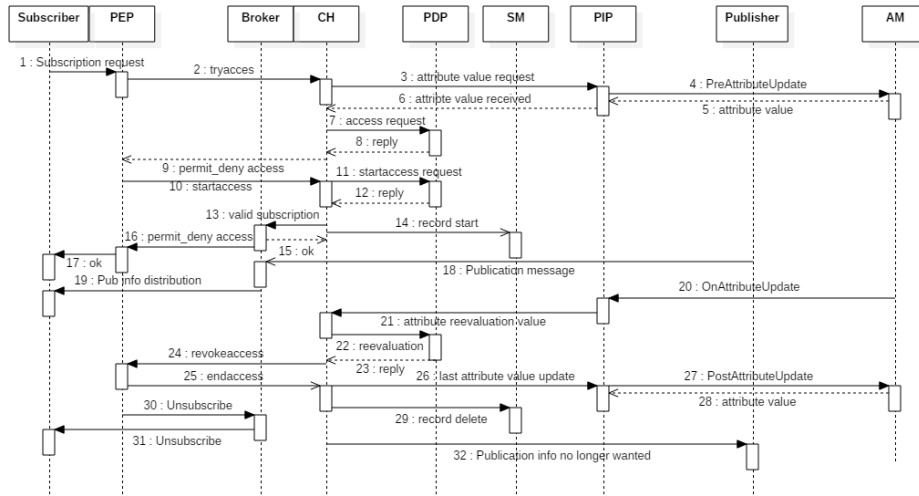 Subscriber PEP Broker CH PDP SM PIP Publisher AM
1 : Subscription request
2 : tryacces
3 : attribute value request
4 : PreAttributeUpdate
5 : attribute value
6 : attripte value received
7 : access request
8 : reply
9 : permit_deny access
10 : startaccess
11 : startaccess request
12 : reply
13 : valid subscription
14 : record start
15 : ok
16 : permit_deny access
17 : ok
18 : Publication message
19 : Pub info distribution
20 : OnAttributeUpdate
21 : attribute reevaluation value
22 : reevaluation
23 : reply
24 : revokeaccess
25 : endaccess
26 : last attribute value update
27 : PostAttributeUpdate
28 : attribute value
29 : record delete
30 : Unsubscribe
31 : Unsubscribe
32 : Publication info no longer wanted